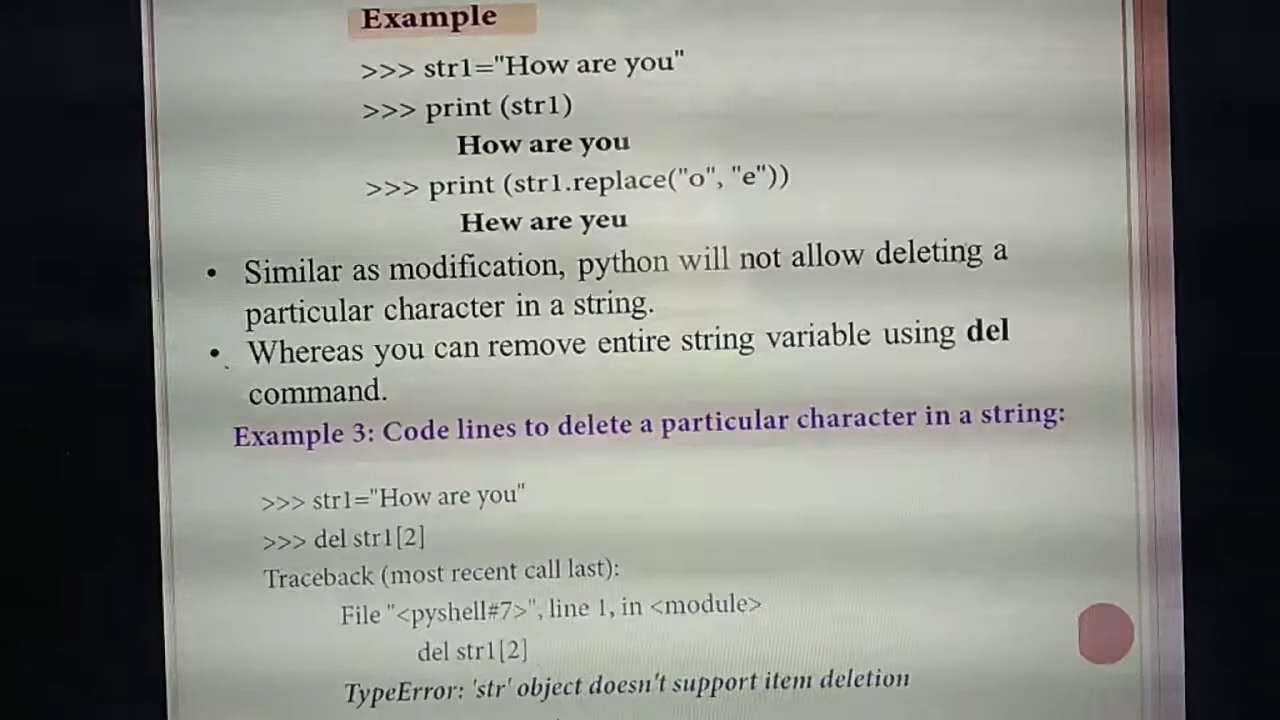 Example
>>> str1="How are you"
>>> print (str1)
How are you
>>> print (str1.replace("o", "e"))
Hew are yeu
• Similar as modification, python will not allow deleting a
particular character in a string.
• Whereas you can remove entire string variable using del
command.
Example 3: Code lines to delete a particular character in a string:
>>> str1="How are you"
>>> del str1[2]
Traceback (most recent call last):
File "<pyshell#7>", line 1, in <module>
del str1[2]
TypeError: 'str' object doesn't support item deletion